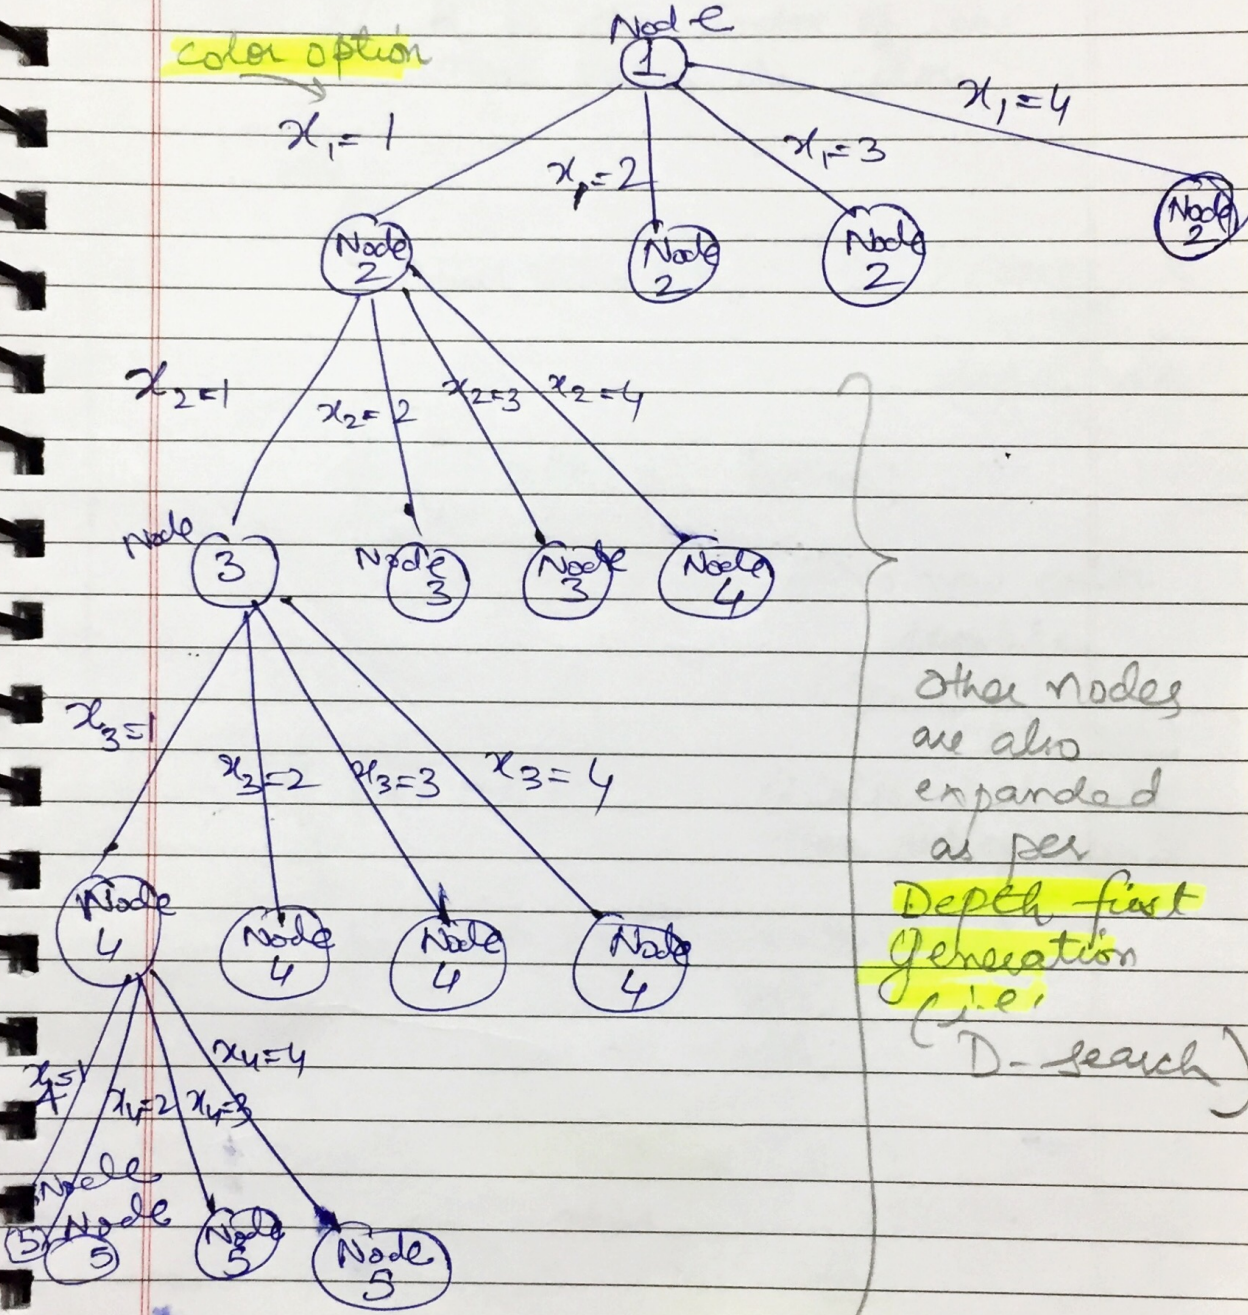 Node
color option
1
x₁=1
x₁=2
x₁=3
x₁=4
Node
2
Node
2
Node
2
Node
2
x₂=1
x₂=2
x₂=3
x₂=4
Node
3
Node
3
Node
3
Node
4
x₃=1
x₃=2
x₃=3
x₃=4
Other nodes
are also
expanded
as per
Depth first
Generation
(i.e.
D-search)
Node
4
Node
4
Node
4
Node
4
x₄=1
x₄=2
x₄=3
x₄=4
Node
5
Node
5
Node
5
Node
5